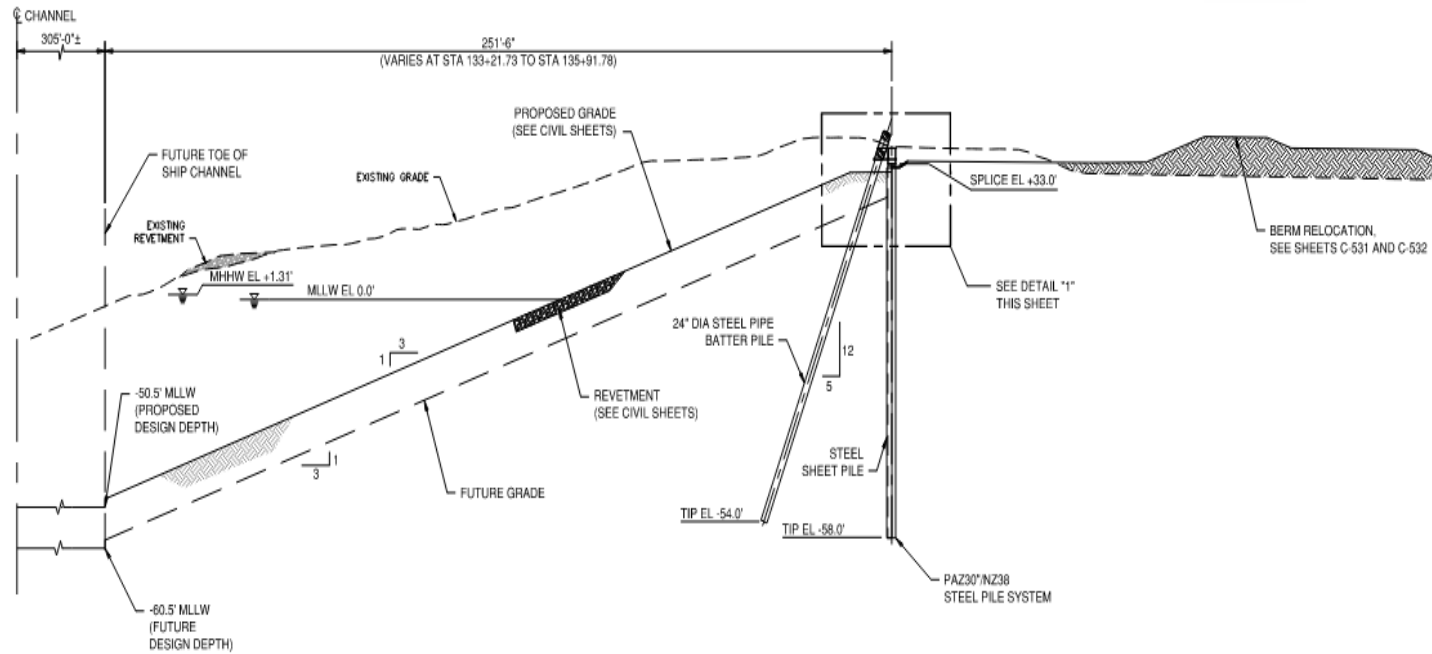 ℄ CHANNEL
305'-0"±
251'-6"
(VARIES AT STA 133+21.73 TO STA 135+91.78)
PROPOSED GRADE
(SEE CIVIL SHEETS)
FUTURE TOE OF
SHIP CHANNEL
EXISTING GRADE
SPLICE EL +33.0'
EXISTING
REVETMENT
BERM RELOCATION,
SEE SHEETS C-531 AND C-532
MHHW EL +1.31'
MLLW EL 0.0'
SEE DETAIL "1"
THIS SHEET
24" DIA STEEL PIPE
BATTER PILE
12
5
3
1
REVETMENT
(SEE CIVIL SHEETS)
-50.5' MLLW
(PROPOSED
DESIGN DEPTH)
STEEL
SHEET PILE
1
3
FUTURE GRADE
TIP EL -54.0'
TIP EL -58.0'
PAZ30"/NZ38
STEEL PILE SYSTEM
-60.5' MLLW
(FUTURE
DESIGN DEPTH)